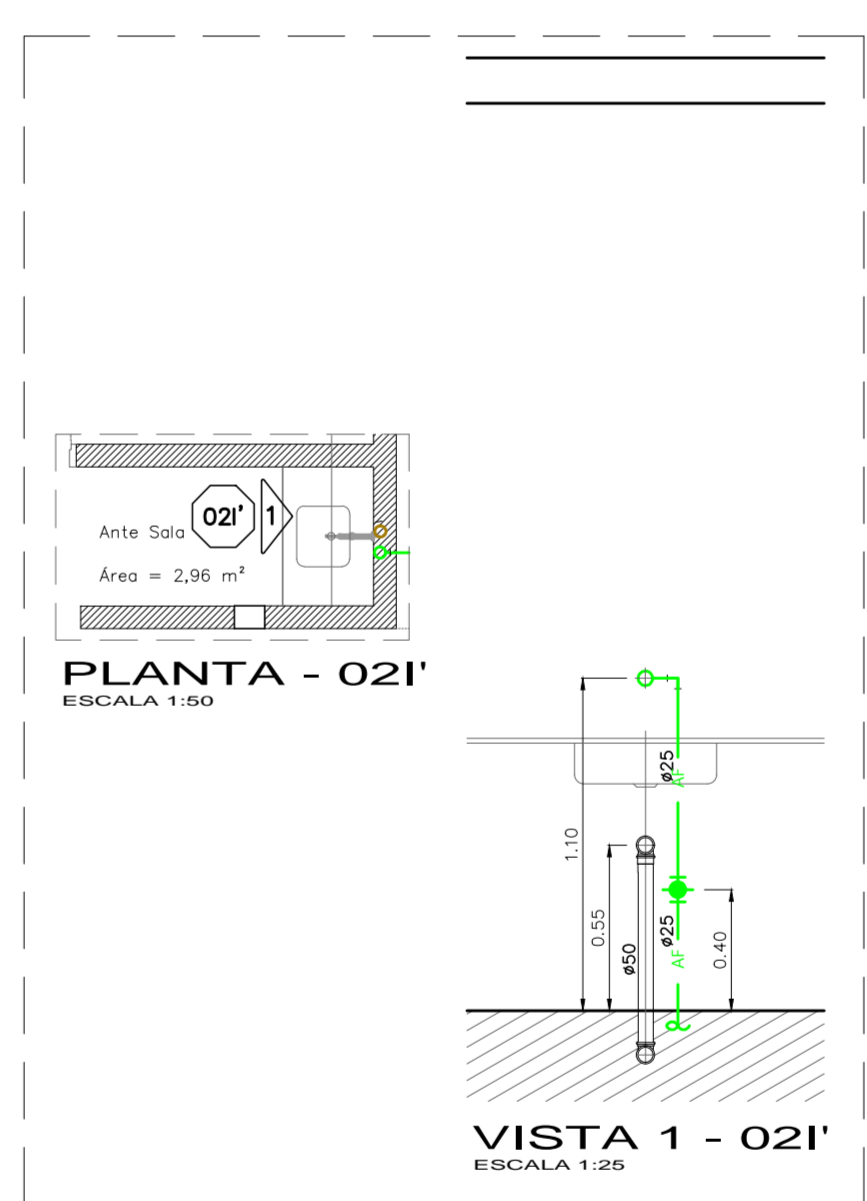 02I' 1
Ante Sala
Área = 2,96 m²
PLANTA - 02I'
ESCALA 1:50
ø25
AF
1.10
0.55
ø50
ø25
AF
0.40
VISTA 1 - 02I'
ESCALA 1:25